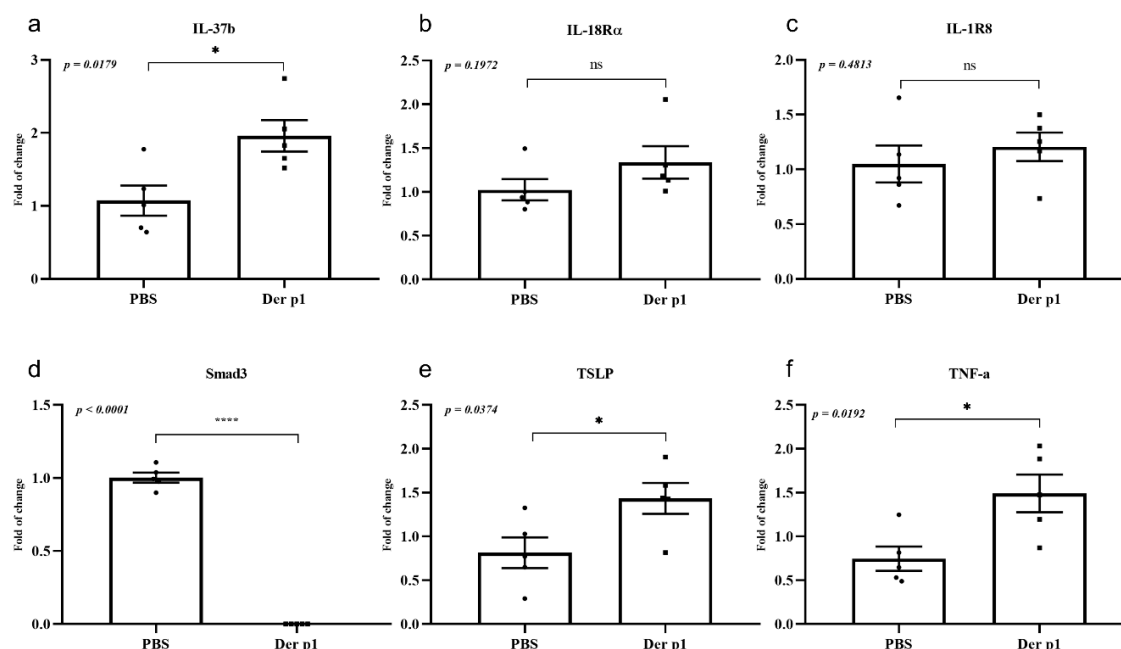 a
IL-37b
p = 0.0179
*
3
2
1
0
Fold of change
PBS
Der p1
b
IL-18Rα
p = 0.1972
ns
2.5
2.0
1.5
1.0
0.5
0.0
Fold of change
PBS
Der p1
c
IL-1R8
p = 0.4813
ns
2.0
1.5
1.0
0.5
0.0
Fold of change
PBS
Der p1
d
Smad3
p < 0.0001
****
1.5
1.0
0.5
0.0
Fold of change
PBS
Der p1
e
TSLP
p = 0.0374
*
2.5
2.0
1.5
1.0
0.5
0.0
Fold of change
PBS
Der p1
f
TNF-a
p = 0.0192
*
2.5
2.0
1.5
1.0
0.5
0.0
Fold of change
PBS
Der p1